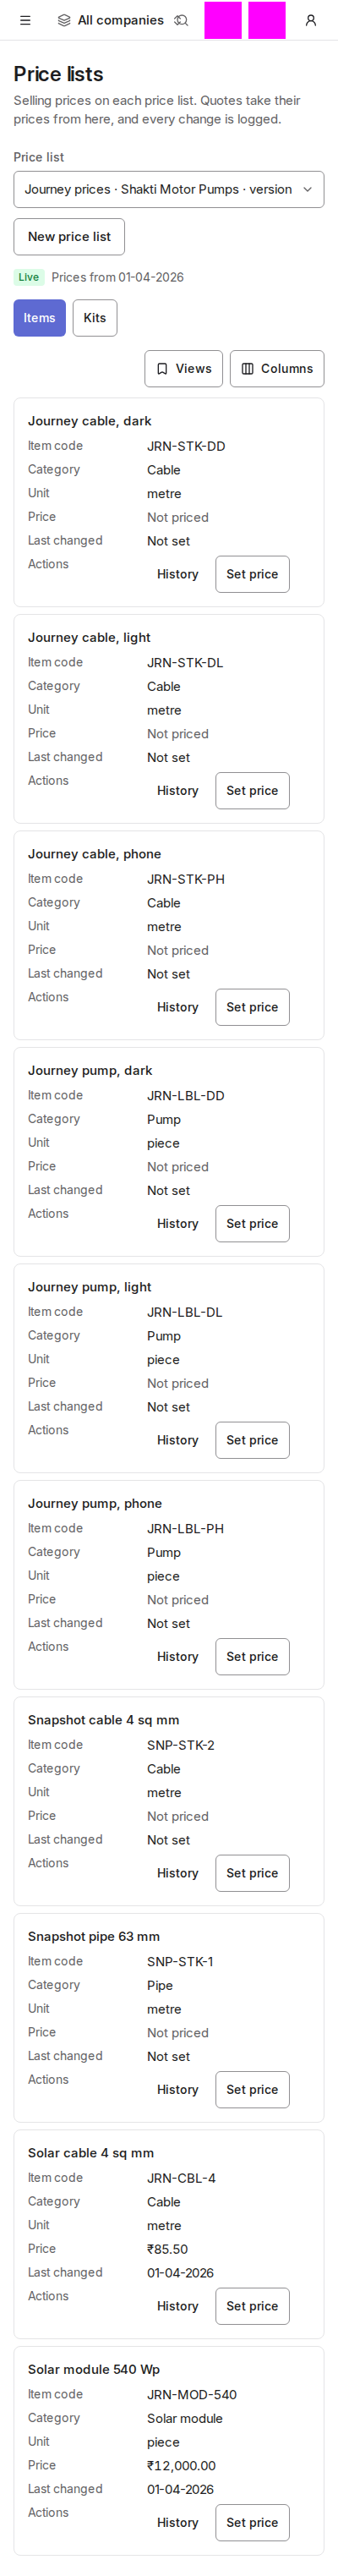 All companies
Price lists
Selling prices on each price list. Quotes take their
prices from here, and every change is logged.
Price list
Journey prices · Shakti Motor Pumps · version
New price list
Live Prices from 01-04-2026
Items Kits
Views Columns
Journey cable, dark
Item code JRN-STK-DD
Category Cable
Unit metre
Price Not priced
Last changed Not set
Actions History Set price
Journey cable, light
Item code JRN-STK-DL
Category Cable
Unit metre
Price Not priced
Last changed Not set
Actions History Set price
Journey cable, phone
Item code JRN-STK-PH
Category Cable
Unit metre
Price Not priced
Last changed Not set
Actions History Set price
Journey pump, dark
Item code JRN-LBL-DD
Category Pump
Unit piece
Price Not priced
Last changed Not set
Actions History Set price
Journey pump, light
Item code JRN-LBL-DL
Category Pump
Unit piece
Price Not priced
Last changed Not set
Actions History Set price
Journey pump, phone
Item code JRN-LBL-PH
Category Pump
Unit piece
Price Not priced
Last changed Not set
Actions History Set price
Snapshot cable 4 sq mm
Item code SNP-STK-2
Category Cable
Unit metre
Price Not priced
Last changed Not set
Actions History Set price
Snapshot pipe 63 mm
Item code SNP-STK-1
Category Pipe
Unit metre
Price Not priced
Last changed Not set
Actions History Set price
Solar cable 4 sq mm
Item code JRN-CBL-4
Category Cable
Unit metre
Price ₹85.50
Last changed 01-04-2026
Actions History Set price
Solar module 540 Wp
Item code JRN-MOD-540
Category Solar module
Unit piece
Price ₹12,000.00
Last changed 01-04-2026
Actions History Set price